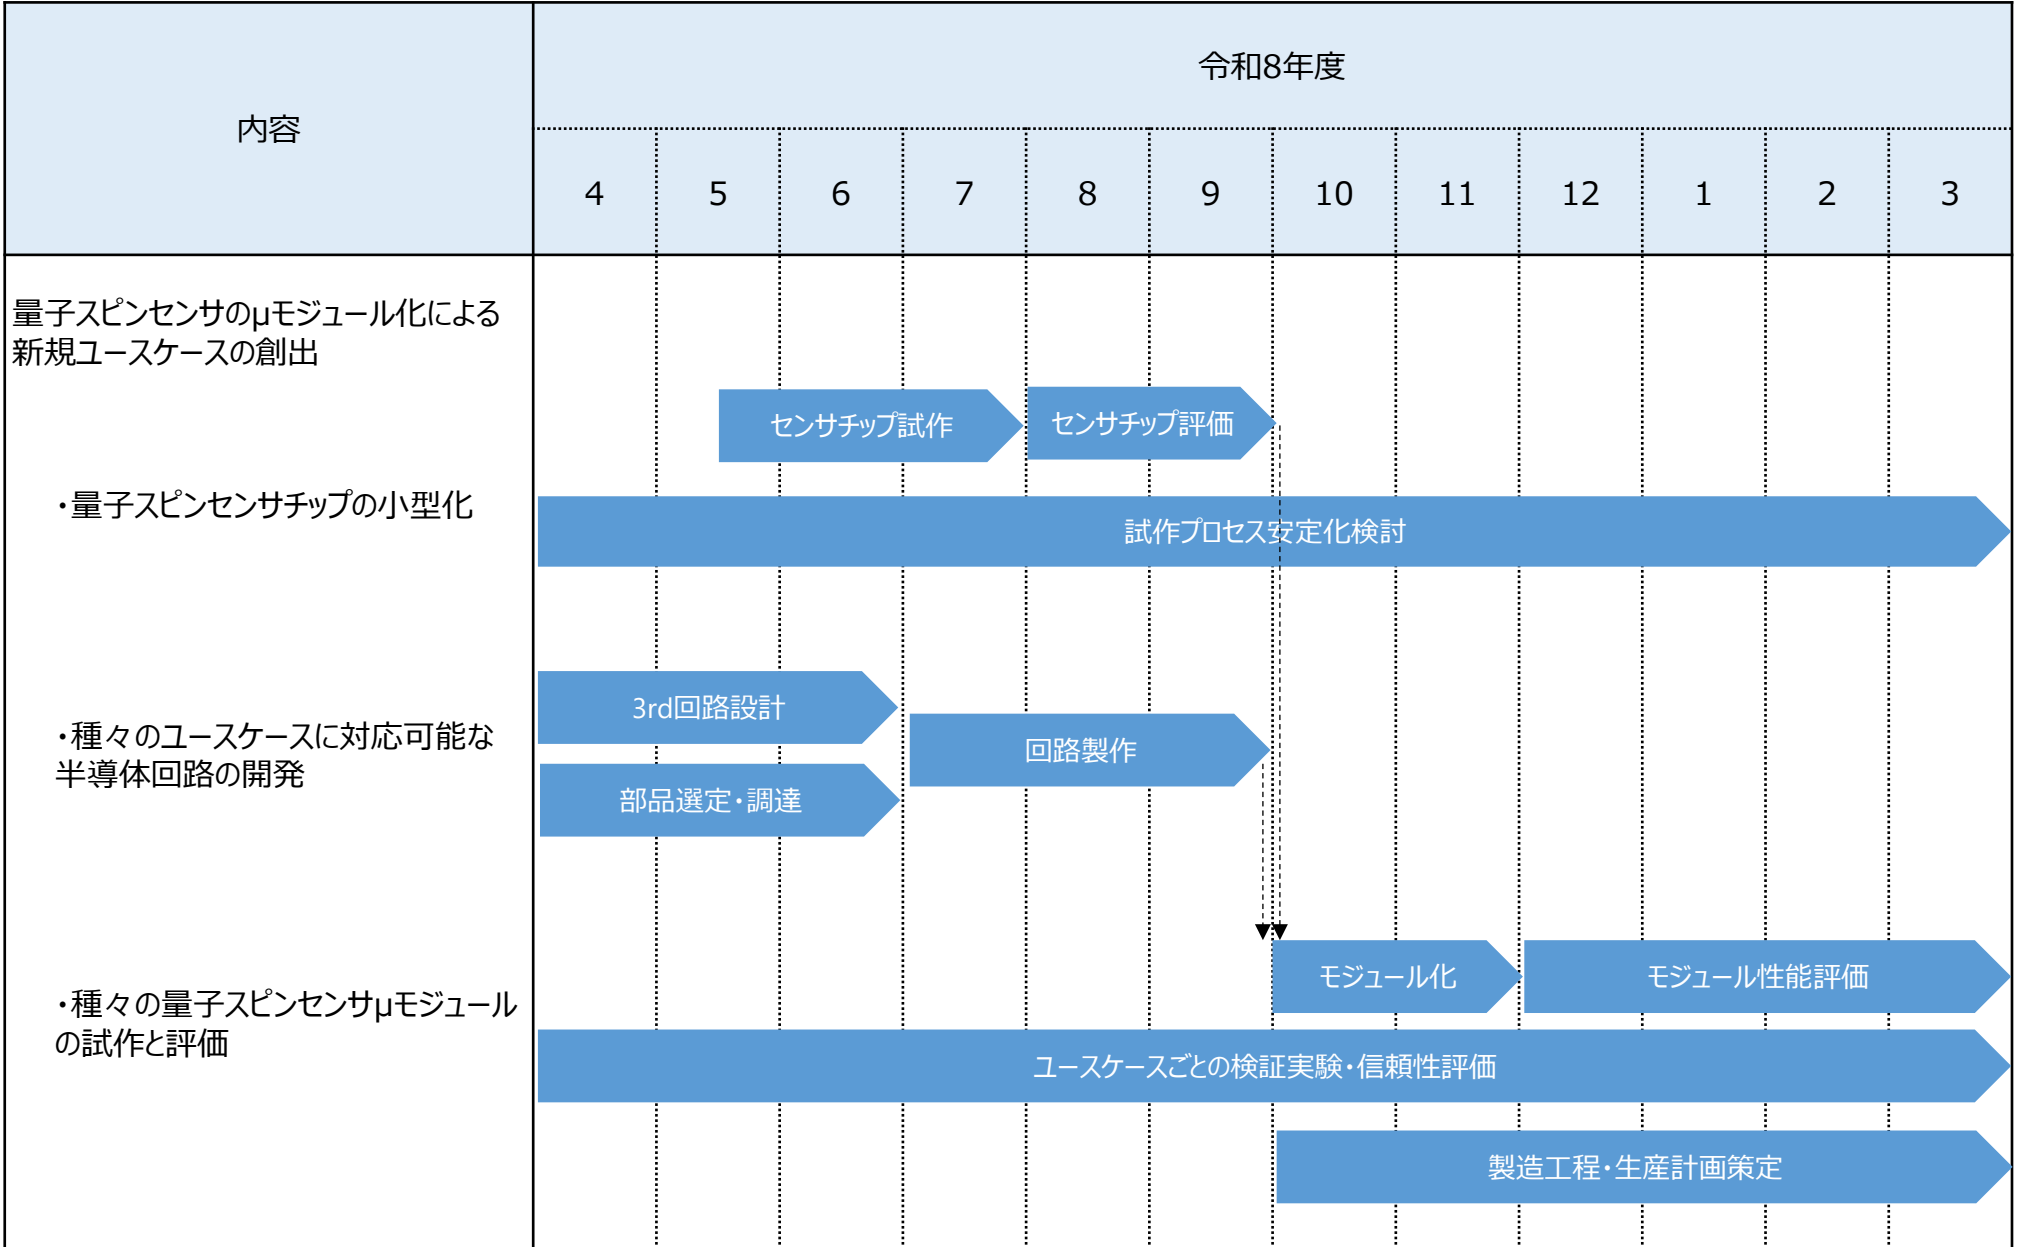 内容
令和8年度
4 5 6 7 8 9 10 11 12 1 2 3
量子スピンセンサのμモジュール化による
新規ユースケースの創出
センサチップ試作
センサチップ評価
・量子スピンセンサチップの小型化
試作プロセス安定化検討
3rd回路設計
・種々のユースケースに対応可能な
半導体回路の開発
回路製作
部品選定・調達
モジュール化
モジュール性能評価
・種々の量子スピンセンサμモジュール
の試作と評価
ユースケースごとの検証実験・信頼性評価
製造工程・生産計画策定